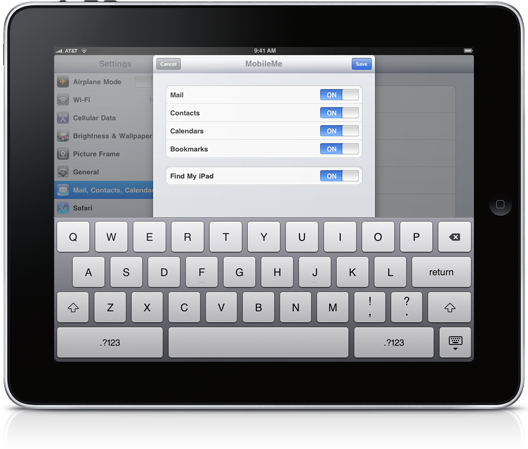 AT&T 9:41 AM
Settings
Cancel MobileMe Save
Airplane Mode
Wi-Fi
Cellular Data
Brightness & Wallpaper
Picture Frame
General
Mail, Contacts, Calendar
Safari
Mail ON
Contacts ON
Calendars ON
Bookmarks ON
Find My iPad ON
Q W E R T Y U I O P
A S D F G H J K L return
Z X C V B N M ! , ? .
.?123 .?123